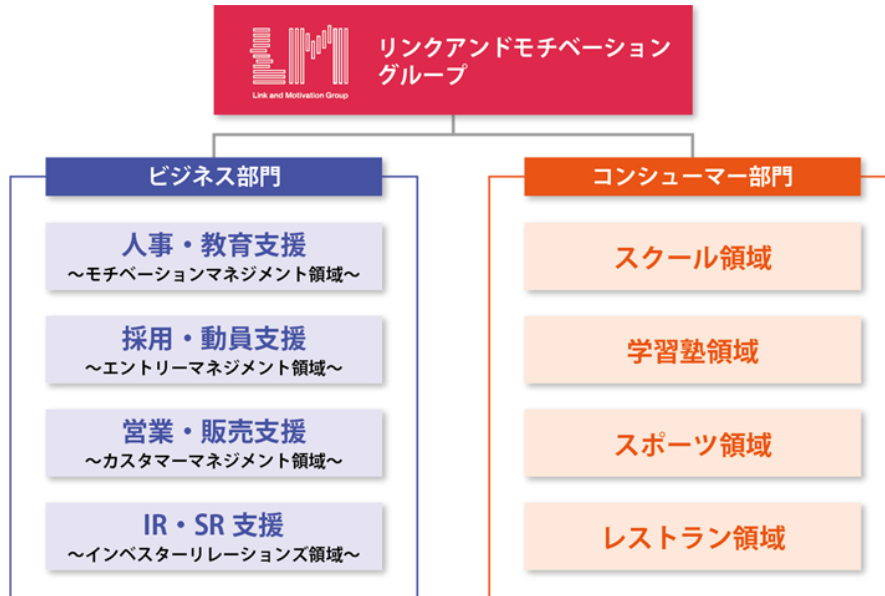 リンクアンドモチベーション
グループ
Link and Motivation Group
ビジネス部門
人事・教育支援
～モチベーションマネジメント領域～
採用・動員支援
～エントリーマネジメント領域～
営業・販売支援
～カスタマーマネジメント領域～
IR・SR 支援
～インベスターリレーションズ領域～
コンシューマー部門
スクール領域
学習塾領域
スポーツ領域
レストラン領域